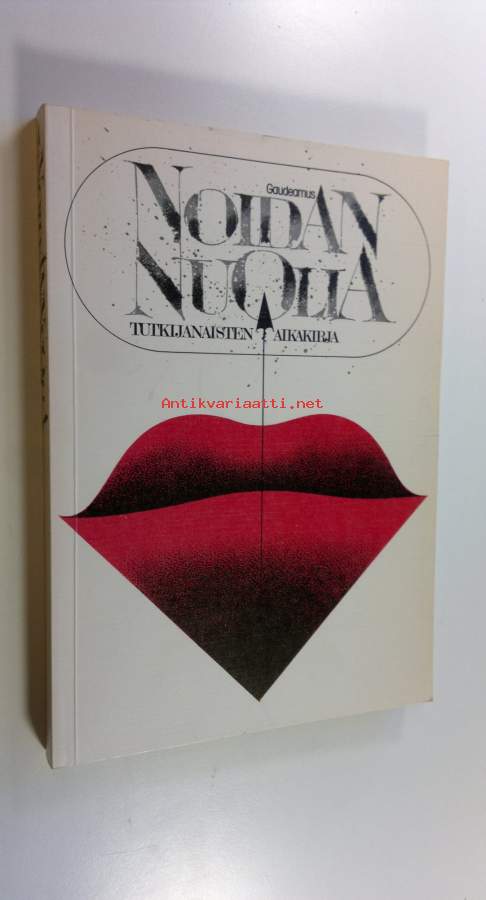 Gaudeamus
NOIDAN
NUOLIA
TUTKIJANAISTEN AIKAKIRJA
Antikvariaatti.net